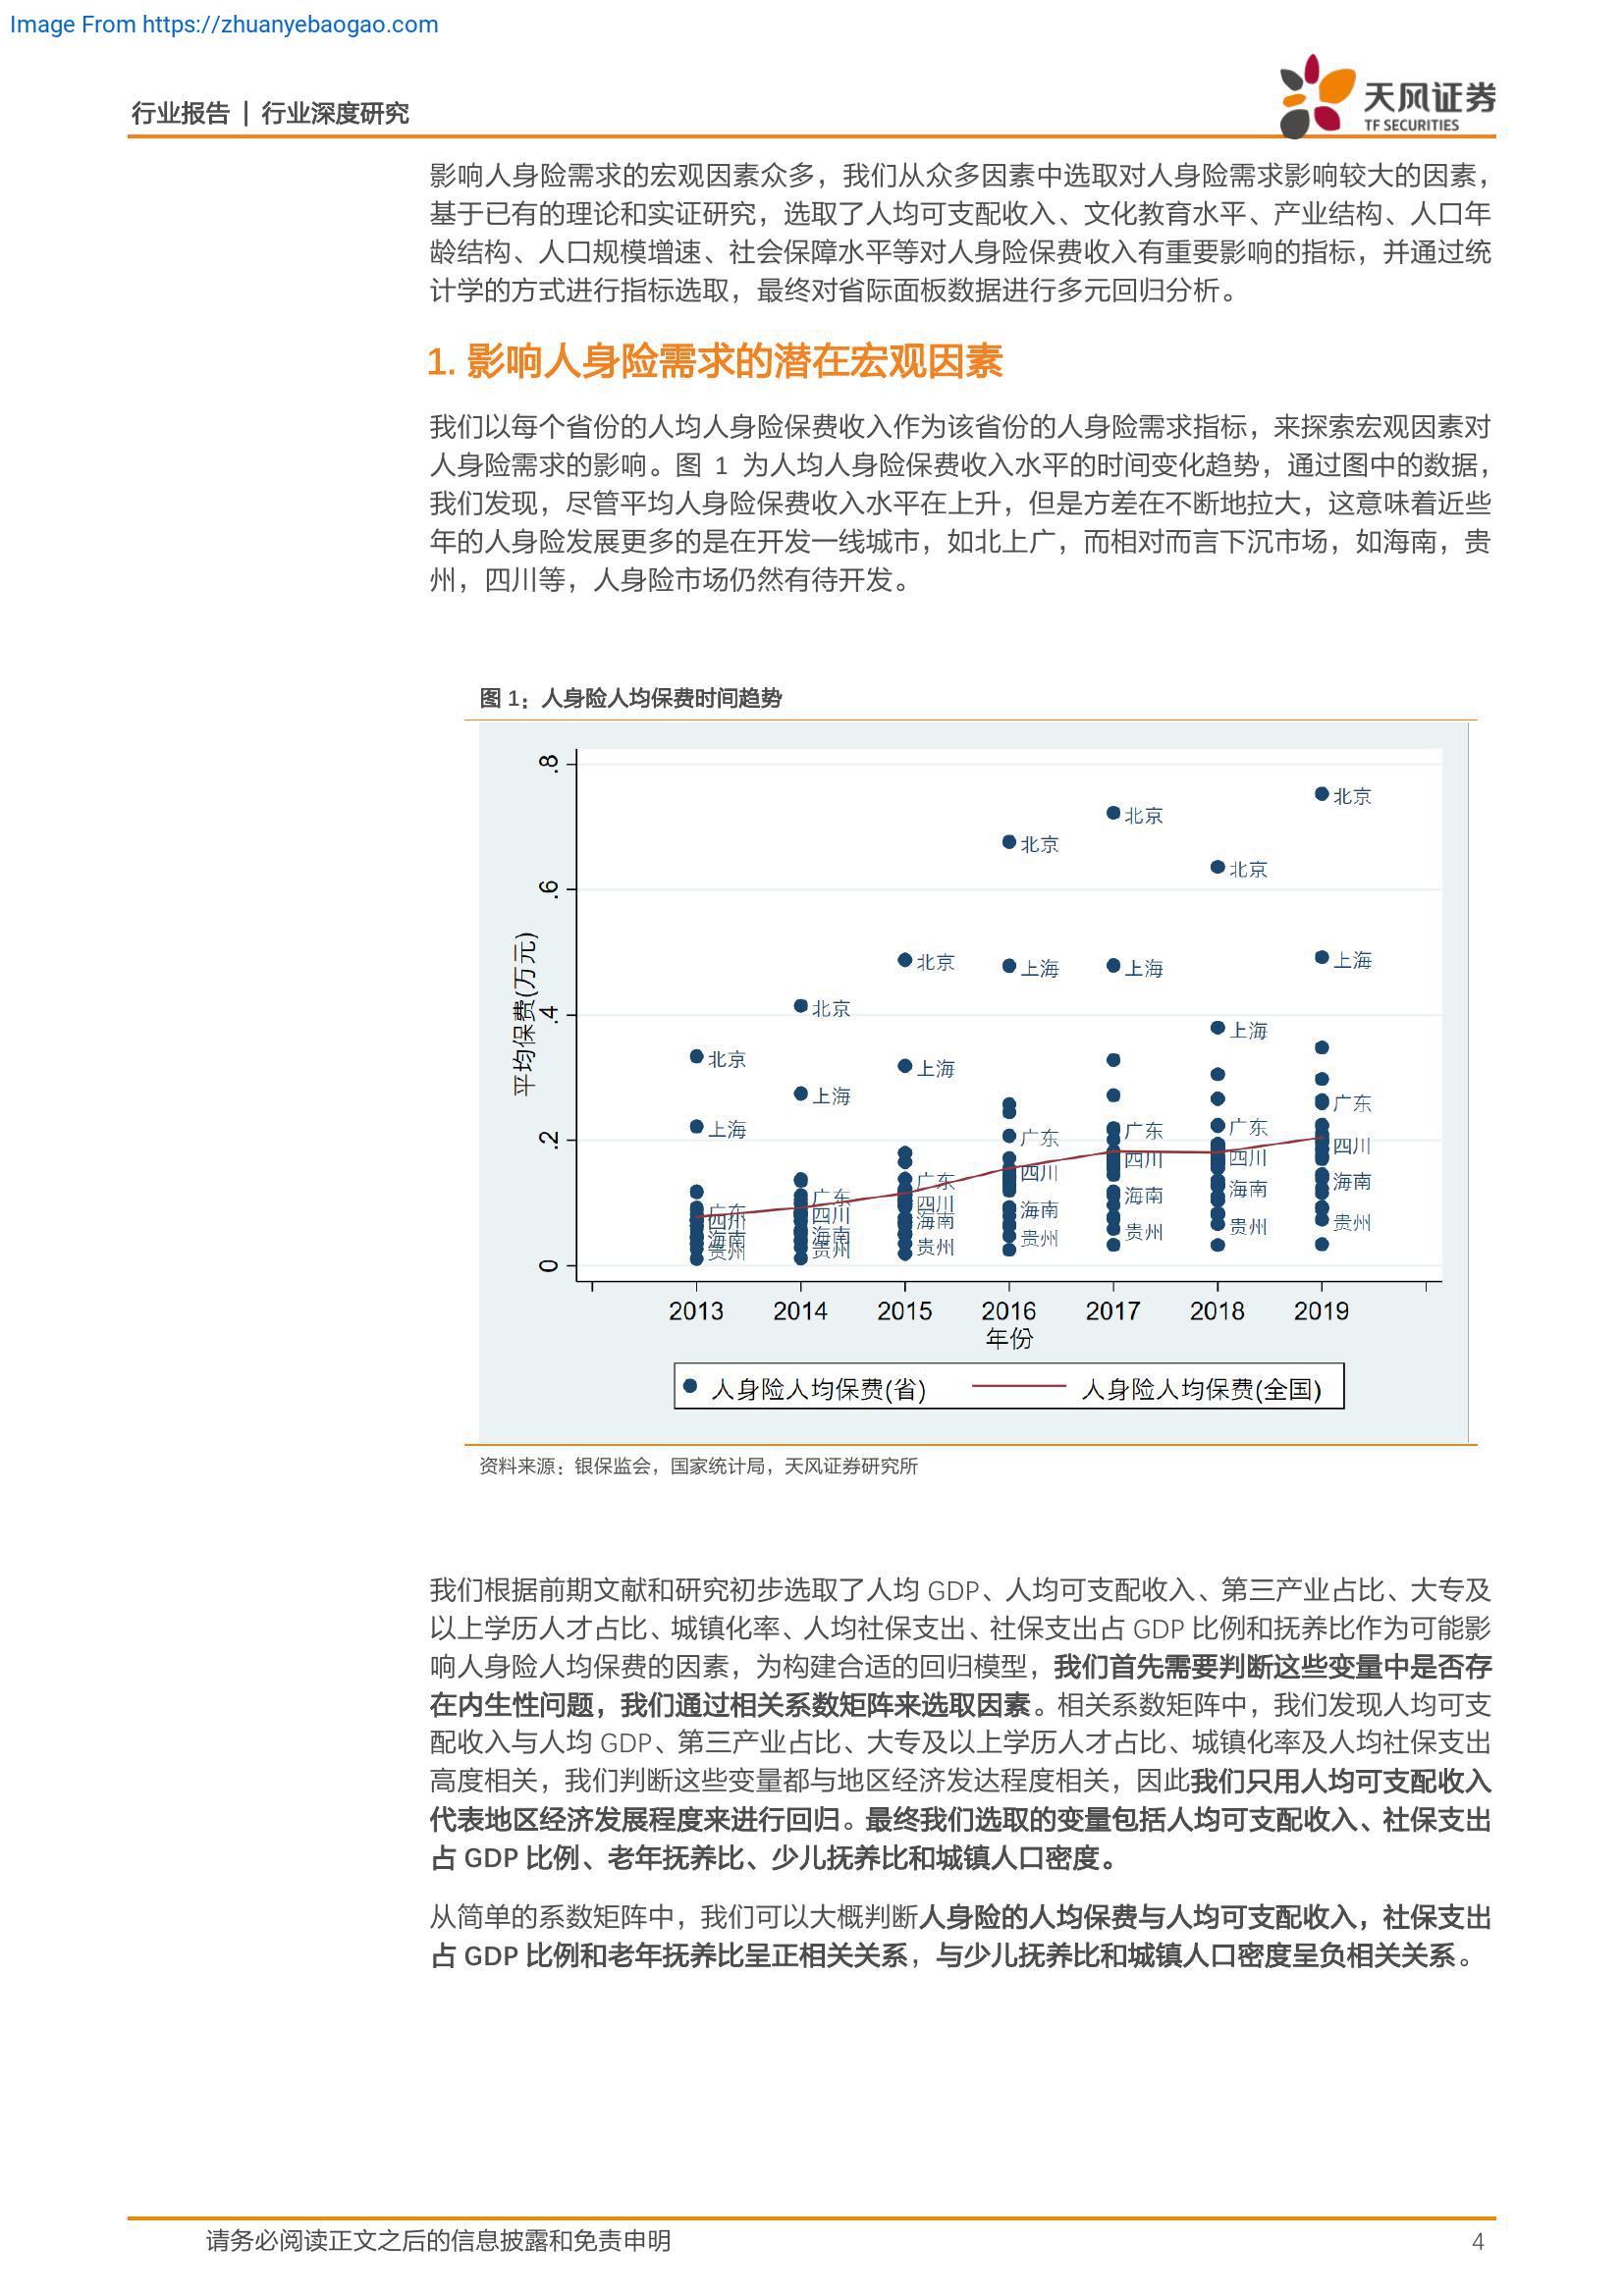 Image From https://zhuanyebaogao.com
行业报告 | 行业深度研究
天风证券
TF SECURITIES
影响人身险需求的宏观因素众多，我们从众多因素中选取对人身险需求影响较大的因素，
基于已有的理论和实证研究，选取了人均可支配收入、文化教育水平、产业结构、人口年
龄结构、人口规模增速、社会保障水平等对人身险保费收入有重要影响的指标，并通过统
计学的方式进行指标选取，最终对省际面板数据进行多元回归分析。
1. 影响人身险需求的潜在宏观因素
我们以每个省份的人均人身险保费收入作为该省份的人身险需求指标，来探索宏观因素对
人身险需求的影响。图 1 为人均人身险保费收入水平的时间变化趋势，通过图中的数据，
我们发现，尽管平均人身险保费收入水平在上升，但是方差在不断地拉大，这意味着近些
年的人身险发展更多的是在开发一线城市，如北上广，而相对而言下沉市场，如海南，贵
州，四川等，人身险市场仍然有待开发。
图 1：人身险人均保费时间趋势
平均保费(万元)
.8
.6
.4
.2
0
北京
上海
广东
四川
海南
贵州
北京
上海
广东
四川
海南
贵州
北京
上海
广东
四川
海南
贵州
北京
上海
广东
四川
海南
贵州
北京
上海
广东
四川
海南
贵州
北京
上海
广东
四川
海南
贵州
北京
上海
广东
四川
海南
贵州
2013 2014 2015 2016 2017 2018 2019
年份
人身险人均保费(省) 人身险人均保费(全国)
资料来源：银保监会，国家统计局，天风证券研究所
我们根据前期文献和研究初步选取了人均 GDP、人均可支配收入、第三产业占比、大专及
以上学历人才占比、城镇化率、人均社保支出、社保支出占 GDP 比例和抚养比作为可能影
响人身险人均保费的因素，为构建合适的回归模型，我们首先需要判断这些变量中是否存
在内生性问题，我们通过相关系数矩阵来选取因素。相关系数矩阵中，我们发现人均可支
配收入与人均 GDP、第三产业占比、大专及以上学历人才占比、城镇化率及人均社保支出
高度相关，我们判断这些变量都与地区经济发达程度相关，因此我们只用人均可支配收入
代表地区经济发展程度来进行回归。最终我们选取的变量包括人均可支配收入、社保支出
占 GDP 比例、老年抚养比、少儿抚养比和城镇人口密度。
从简单的系数矩阵中，我们可以大概判断人身险的人均保费与人均可支配收入，社保支出
占 GDP 比例和老年抚养比呈正相关关系，与少儿抚养比和城镇人口密度呈负相关关系。
请务必阅读正文之后的信息披露和免责申明
4